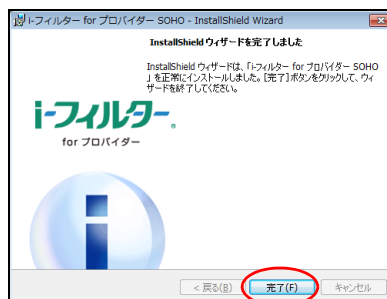 i-フィルター for プロバイダー SOHO - InstallShield Wizard
InstallShield ウィザードを完了しました
InstallShield ウィザードは、「i-フィルター for プロバイダー SOHO
」を正常にインストールしました。[完了]ボタンをクリックして、ウィ
ザードを終了してください。
i-フィルター®
for プロバイダー
i
< 戻る(B)
完了(F)
キャンセル